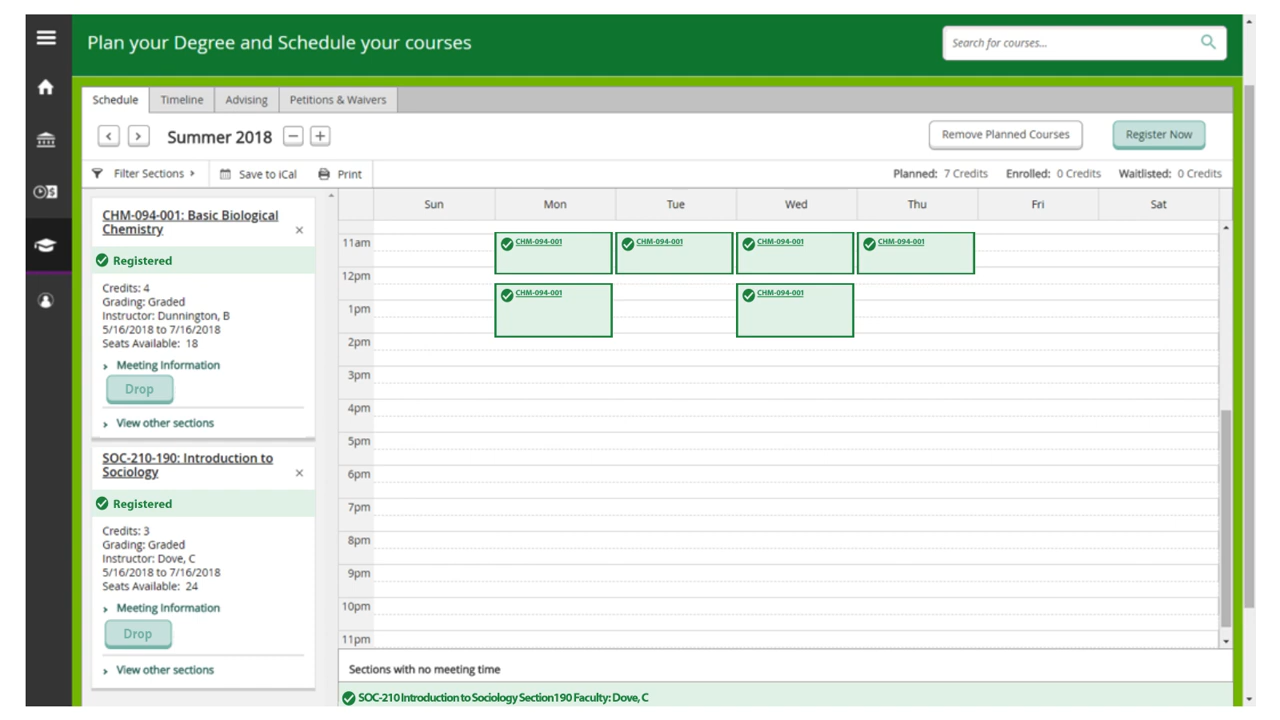 Plan your Degree and Schedule your courses
Search for courses...
Schedule Timeline Advising Petitions & Waivers
< > Summer 2018 − +
Remove Planned Courses Register Now
Filter Sections > Save to iCal Print
Planned: 7 Credits Enrolled: 0 Credits Waitlisted: 0 Credits
CHM-094-001: Basic Biological
Chemistry ×
Registered
Credits: 4
Grading: Graded
Instructor: Dunnington, B
5/16/2018 to 7/16/2018
Seats Available: 18
> Meeting Information
Drop
> View other sections
SOC-210-190: Introduction to
Sociology ×
Registered
Credits: 3
Grading: Graded
Instructor: Dove, C
5/16/2018 to 7/16/2018
Seats Available: 24
> Meeting Information
Drop
> View other sections
Sun Mon Tue Wed Thu Fri Sat
11am CHM-094-001 CHM-094-001 CHM-094-001 CHM-094-001
12pm
CHM-094-001 CHM-094-001
1pm
2pm
3pm
4pm
5pm
6pm
7pm
8pm
9pm
10pm
11pm
Sections with no meeting time
SOC-210 Introduction to Sociology Section190 Faculty: Dove, C